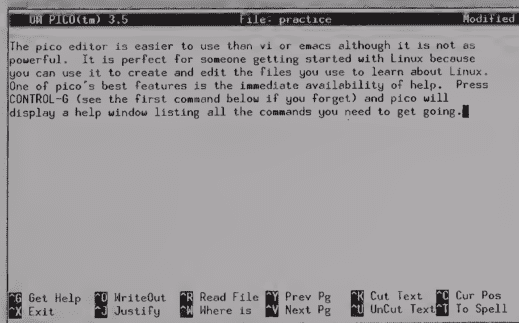 UW PICO(tm) 3.5 File: practice Modified
The pico editor is easier to use than vi or emacs although it is not as
powerful. It is perfect for someone getting started with Linux because
you can use it to create and edit the files you use to learn about Linux.
One of pico's best features is the immediate availability of help. Press
CONTROL-G (see the first command below if you forget) and pico will
display a help window listing all the commands you need to get going.
^G Get Help ^O WriteOut ^R Read File ^Y Prev Pg ^K Cut Text ^C Cur Pos
^X Exit ^J Justify ^W Where is ^V Next Pg ^U UnCut Text ^T To Spell